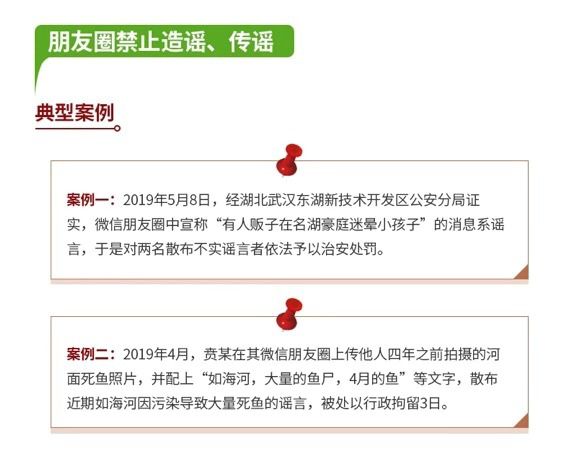 朋友圈禁止造谣、传谣
典型案例
案例一：2019年5月8日，经湖北武汉东湖新技术开发区公安分局证
实，微信朋友圈中宣称“有人贩子在名湖豪庭迷晕小孩子”的消息系谣
言，于是对两名散布不实谣言者依法予以治安处罚。
案例二：2019年4月，贲某在其微信朋友圈上传他人四年之前拍摄的河
面死鱼照片，并配上“如海河，大量的鱼尸，4月的鱼”等文字，散布
近期如海河因污染导致大量死鱼的谣言，被处以行政拘留3日。